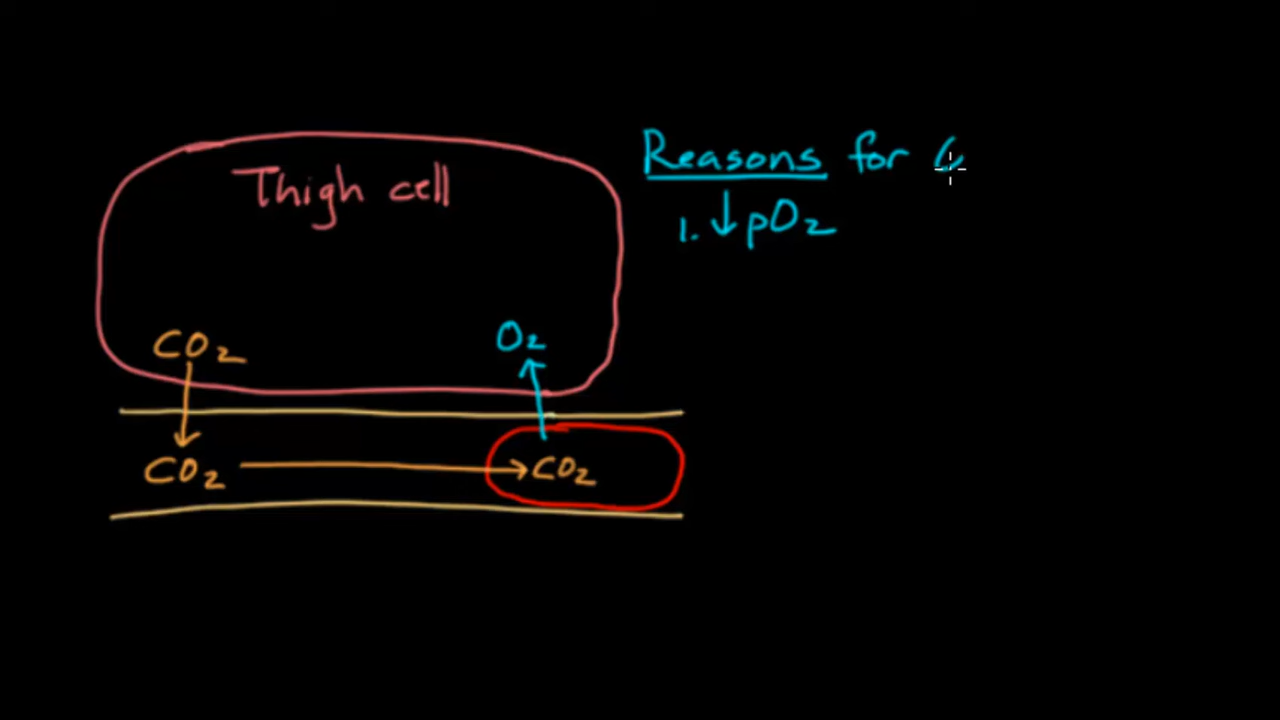 Thigh cell
Reasons for
1. ↓pO₂
CO₂
O₂
CO₂ → CO₂